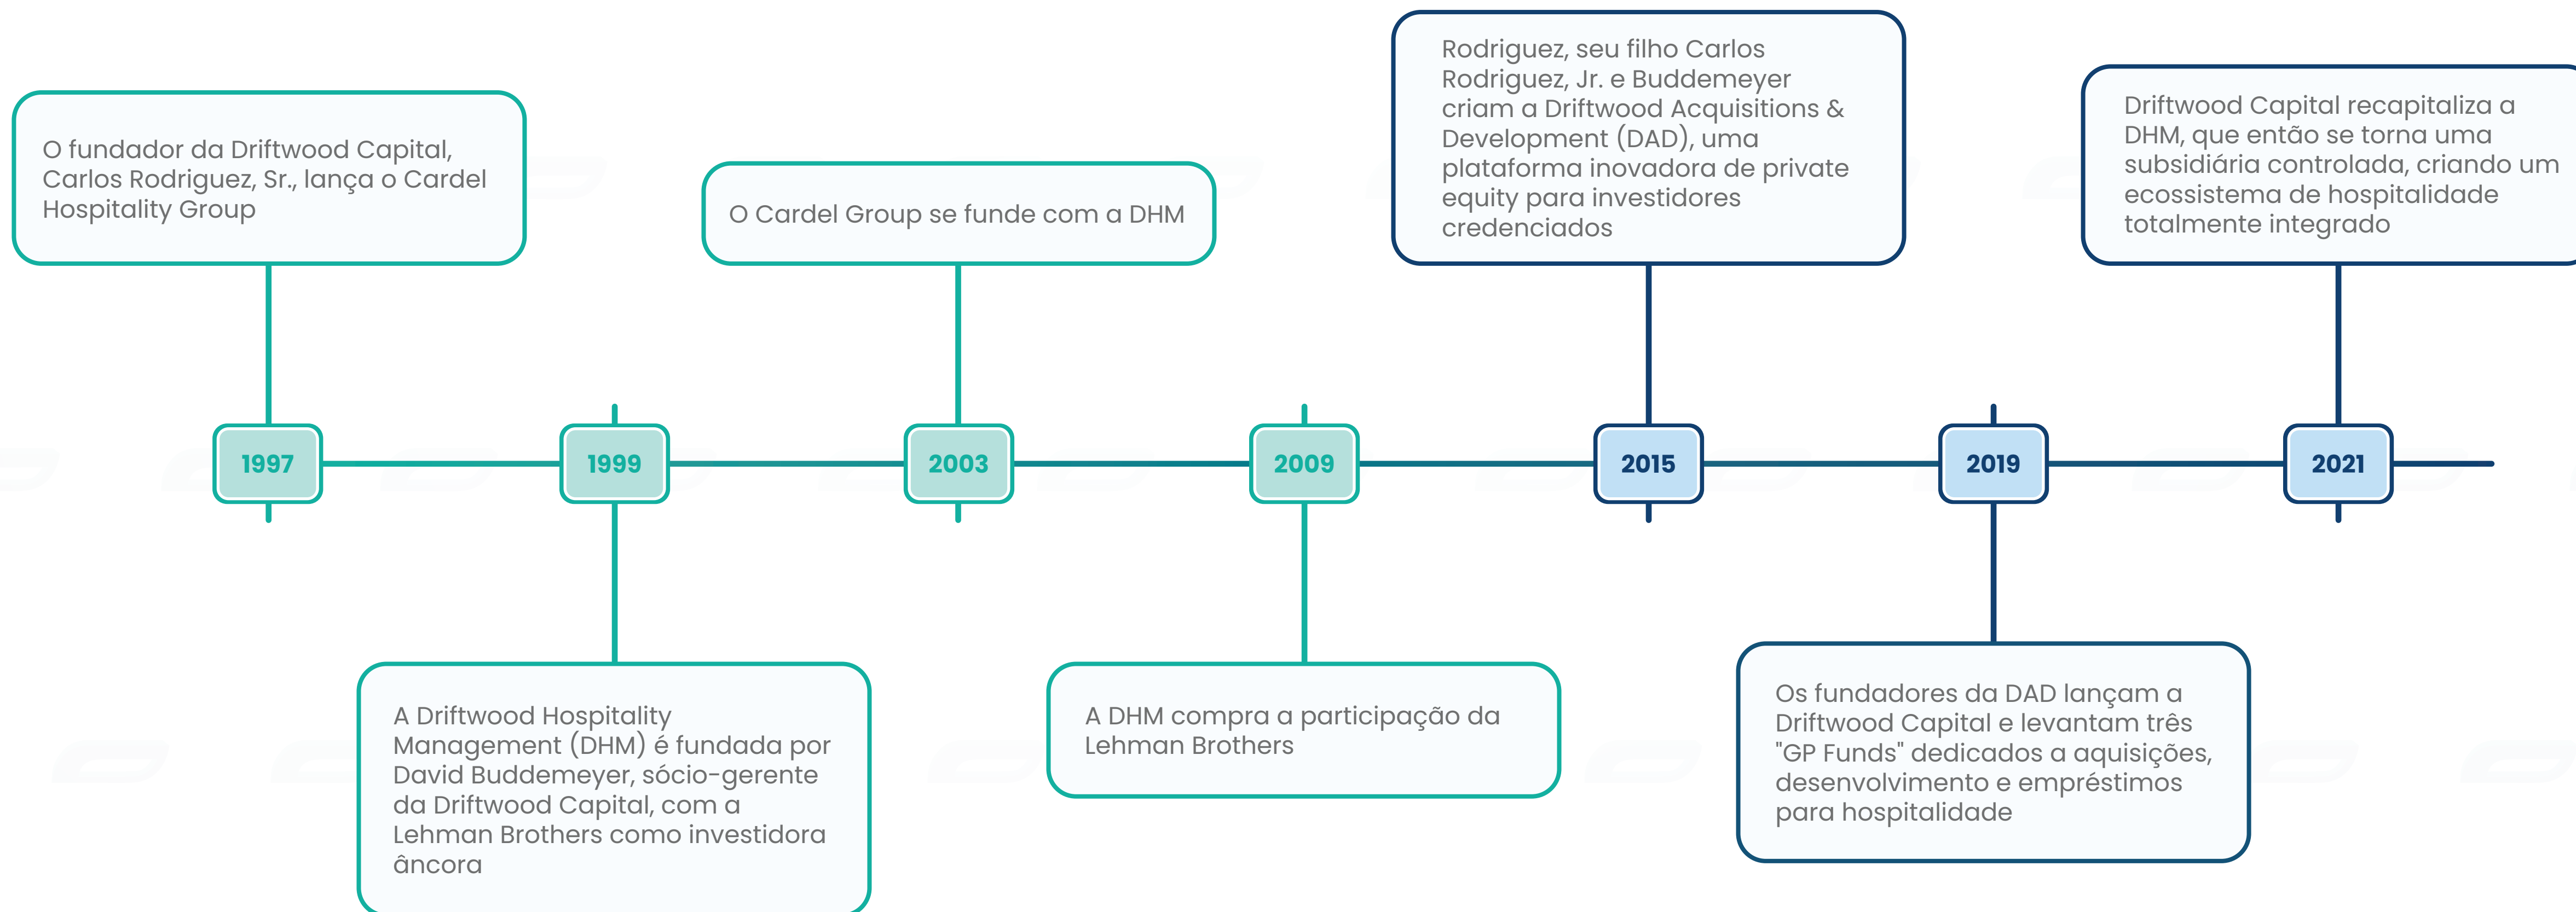 O fundador da Driftwood Capital,
Carlos Rodriguez, Sr., lança o Cardel
Hospitality Group
O Cardel Group se funde com a DHM
Rodriguez, seu filho Carlos
Rodriguez, Jr. e Buddemeyer
criam a Driftwood Acquisitions &
Development (DAD), uma
plataforma inovadora de private
equity para investidores
credenciados
Driftwood Capital recapitaliza a
DHM, que então se torna uma
subsidiária controlada, criando um
ecossistema de hospitalidade
totalmente integrado
1997
1999
2003
2009
2015
2019
2021
A Driftwood Hospitality
Management (DHM) é fundada por
David Buddemeyer, sócio-gerente
da Driftwood Capital, com a
Lehman Brothers como investidora
âncora
A DHM compra a participação da
Lehman Brothers
Os fundadores da DAD lançam a
Driftwood Capital e levantam três
"GP Funds" dedicados a aquisições,
desenvolvimento e empréstimos
para hospitalidade